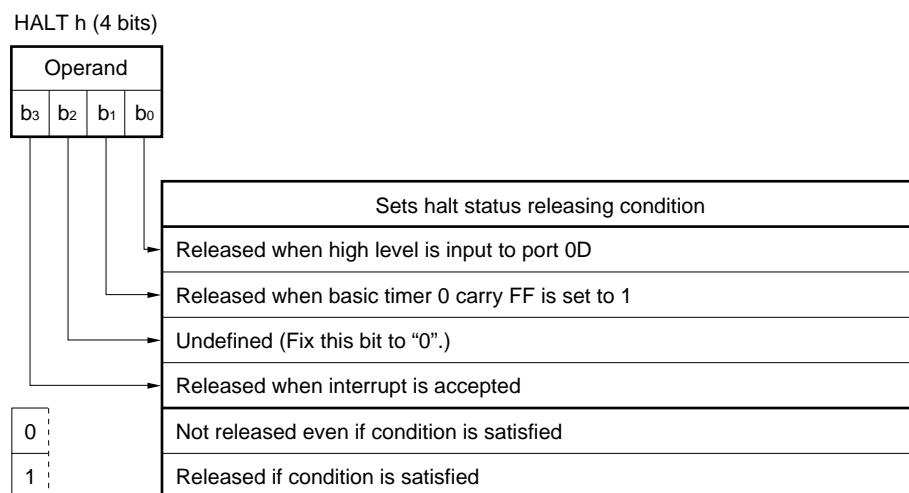 HALT h (4 bits)
Operand
b3 b2 b1 b0
Sets halt status releasing condition
Released when high level is input to port 0D
Released when basic timer 0 carry FF is set to 1
Undefined (Fix this bit to “0”.)
Released when interrupt is accepted
0 Not released even if condition is satisfied
1 Released if condition is satisfied